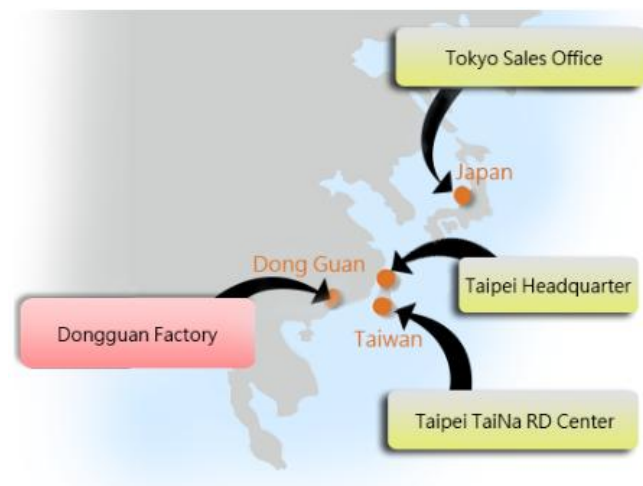 Tokyo Sales Office
Japan
Dong Guan
Taipei Headquarter
Dongguan Factory
Taiwan
Taipei TaiNa RD Center